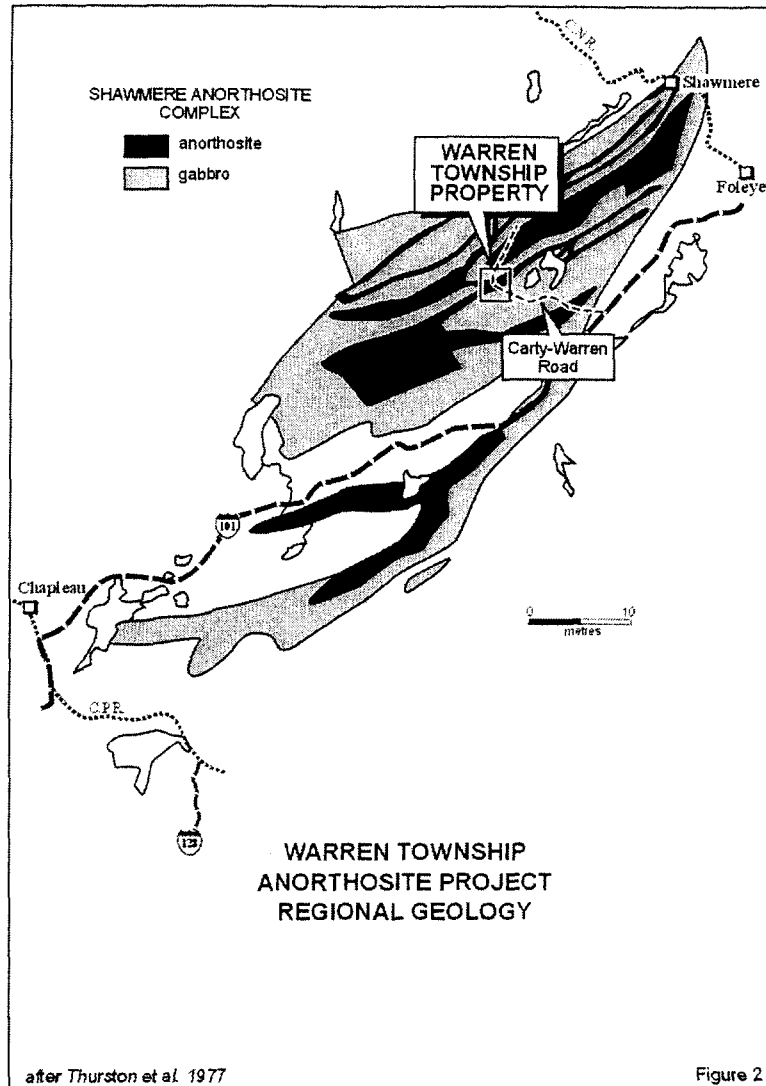 C.N.R.
Shawmere
SHAWMERE ANORTHOSITE
COMPLEX
anorthosite
gabbro
WARREN
TOWNSHIP
PROPERTY
Foleyet
Carty-Warren
Road
101
Chapleau
0 10
metres
C.P.R.
WARREN TOWNSHIP
ANORTHOSITE PROJECT
REGIONAL GEOLOGY
after Thurston et al. 1977
Figure 2